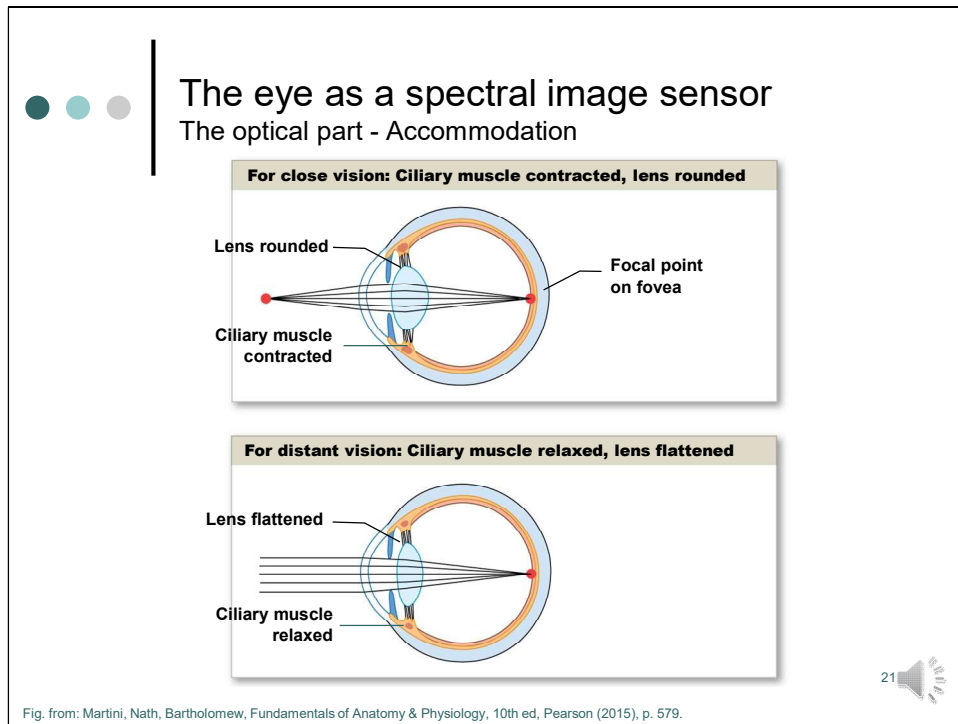 The eye as a spectral image sensor
The optical part - Accommodation
For close vision: Ciliary muscle contracted, lens rounded
Lens rounded
Focal point
on fovea
Ciliary muscle
contracted
For distant vision: Ciliary muscle relaxed, lens flattened
Lens flattened
Ciliary muscle
relaxed
21
Fig. from: Martini, Nath, Bartholomew, Fundamentals of Anatomy & Physiology, 10th ed, Pearson (2015), p. 579.